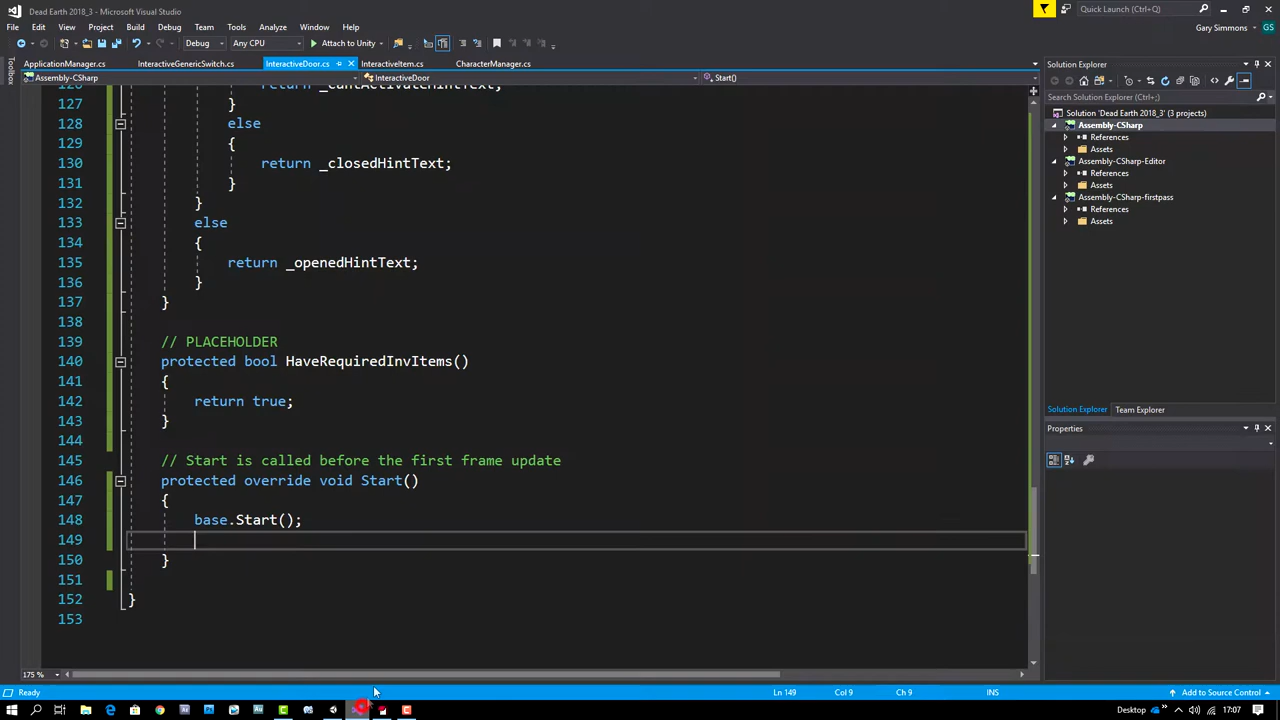 Dead Earth 2018_3 - Microsoft Visual Studio
Quick Launch (Ctrl+;)
File Edit View Project Build Debug Team Tools Architecture Analyze Window Help
Gary Simmons GS
Debug Any CPU Attach to Unity
Toolbox
ApplicationManager.cs InteractiveGenericSwitch.cs InteractiveDoor.cs InteractiveItem.cs CharacterManager.cs
Assembly-CSharp InteractiveDoor Start()
127 }
128 else
129 {
130 return _closedHintText;
131 }
132 }
133 else
134 {
135 return _openedHintText;
136 }
137 }
138
139 // PLACEHOLDER
140 protected bool HaveRequiredInvItems()
141 {
142 return true;
143 }
144
145 // Start is called before the first frame update
146 protected override void Start()
147 {
148 base.Start();
149
150 }
151
152 }
153
175 %
Ready Ln 149 Col 9 Ch 9 INS Add to Source Control
Solution Explorer
Search Solution Explorer (Ctrl+;)
Solution 'Dead Earth 2018_3' (3 projects)
Assembly-CSharp
References
Assets
Assembly-CSharp-Editor
References
Assets
Assembly-CSharp-firstpass
References
Assets
Solution Explorer Team Explorer
Properties
Desktop 17:07